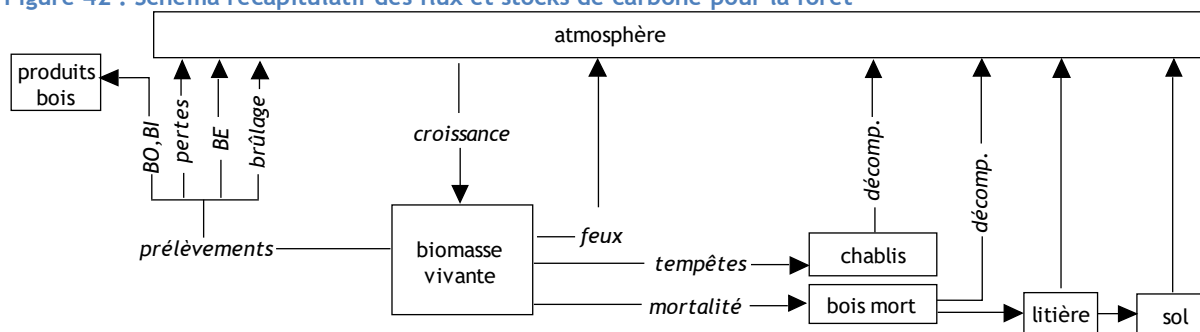 Figure 42 : Schéma récapitulatif des flux et stocks de carbone pour la forêt
atmosphère
produits
bois
BO,BI
pertes
BE
brûlage
croissance
décomp.
décomp.
prélèvements
biomasse
vivante
feux
tempêtes
chablis
mortalité
bois mort
litière
sol